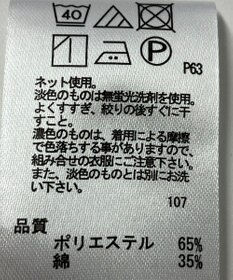 40
P
P63
ネット使用。
淡色のものは無蛍光洗剤を使用。
よくすすぎ、絞りの後すぐに干
すこと。
濃色のものは、着用による摩擦
で色落ちする事がありますので、
組み合せの衣服にご注意下さい。
また、淡色のものとは別にお洗
い下さい。
107
品質
ポリエステル 65%
綿 35%